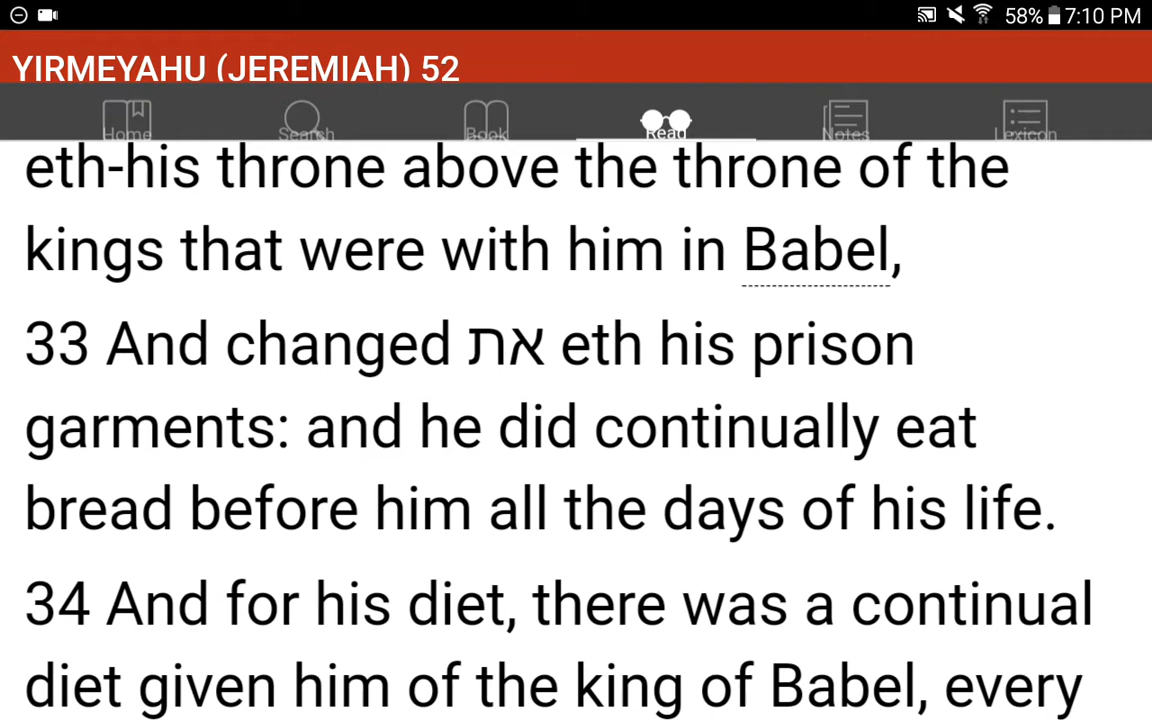 58% 7:10 PM
YIRMEYAHU (JEREMIAH) 52
Home Search Book Read Notes Lexicon
eth-his throne above the throne of the
kings that were with him in Babel,
33 And changed את eth his prison
garments: and he did continually eat
bread before him all the days of his life.
34 And for his diet, there was a continual
diet given him of the king of Babel, every